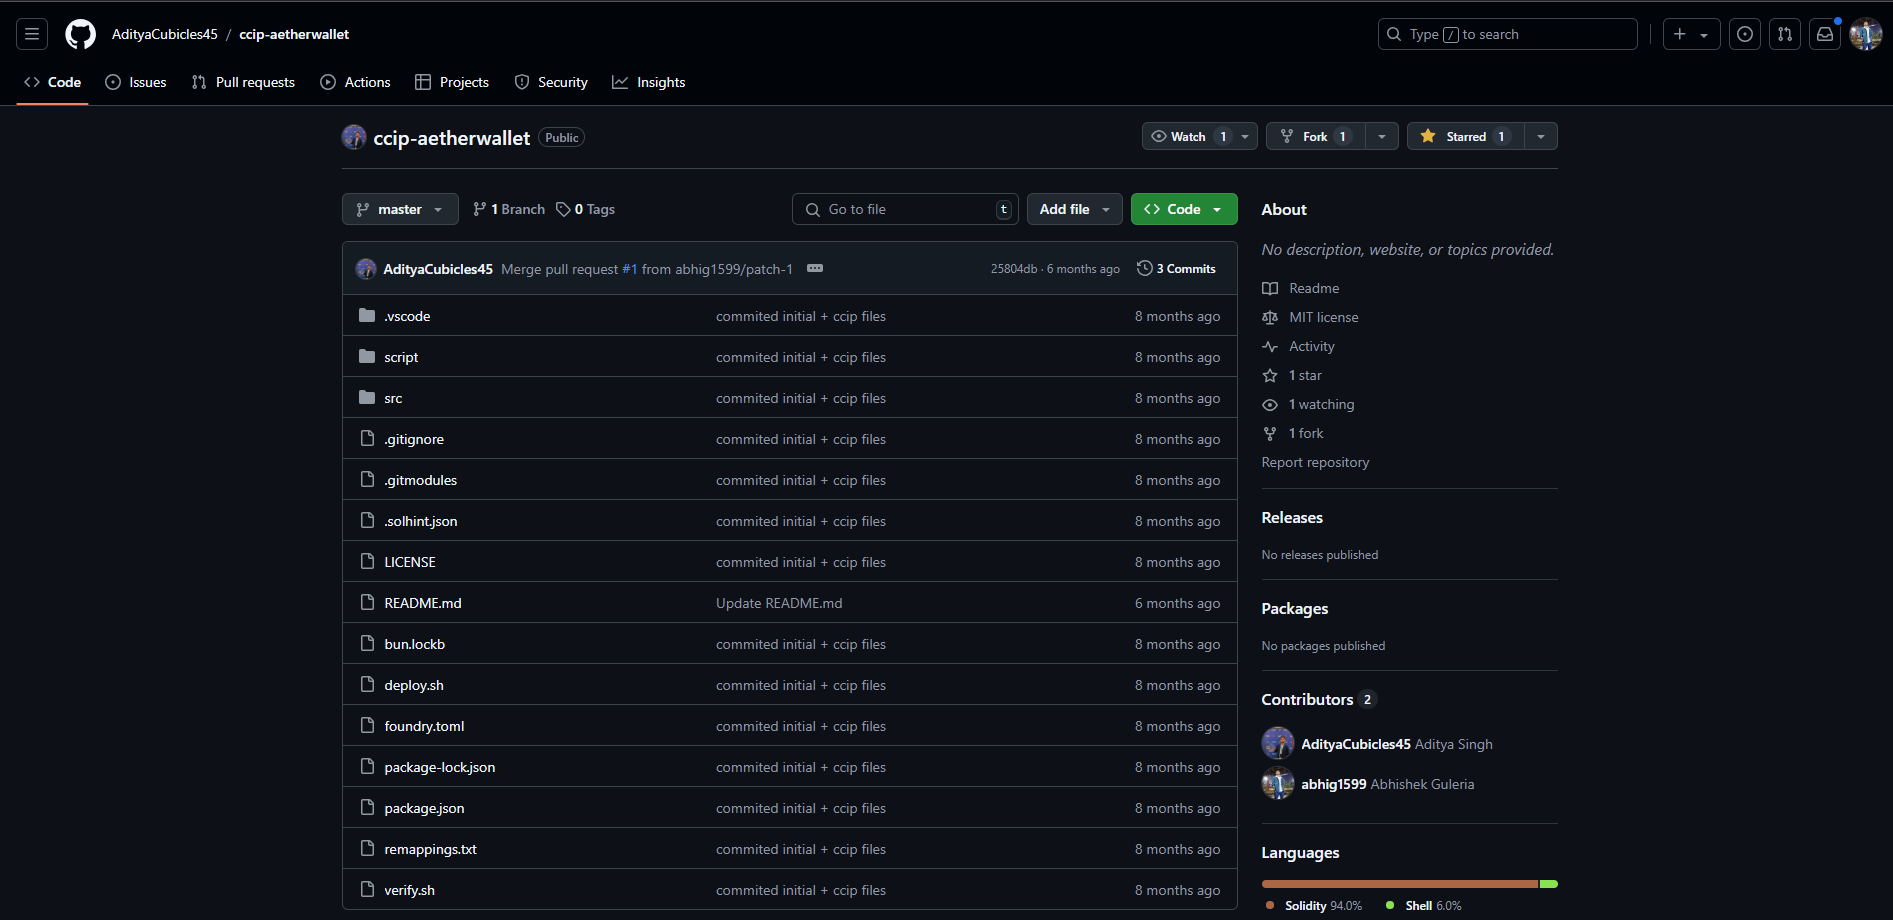 AdityaCubicles45 / ccip-aetherwallet
Type / to search
Code Issues Pull requests Actions Projects Security Insights
ccip-aetherwallet Public
Watch 1 Fork 1 Starred 1
master 1 Branch 0 Tags Go to file t Add file Code
AdityaCubicles45 Merge pull request #1 from abhig1599/patch-1 25804db · 6 months ago 3 Commits
.vscode commited initial + ccip files 8 months ago
script commited initial + ccip files 8 months ago
src commited initial + ccip files 8 months ago
.gitignore commited initial + ccip files 8 months ago
.gitmodules commited initial + ccip files 8 months ago
.solhint.json commited initial + ccip files 8 months ago
LICENSE commited initial + ccip files 8 months ago
README.md Update README.md 6 months ago
bun.lockb commited initial + ccip files 8 months ago
deploy.sh commited initial + ccip files 8 months ago
foundry.toml commited initial + ccip files 8 months ago
package-lock.json commited initial + ccip files 8 months ago
package.json commited initial + ccip files 8 months ago
remappings.txt commited initial + ccip files 8 months ago
verify.sh commited initial + ccip files 8 months ago
About
No description, website, or topics provided.
Readme
MIT license
Activity
1 star
1 watching
1 fork
Report repository
Releases
No releases published
Packages
No packages published
Contributors 2
AdityaCubicles45 Aditya Singh
abhig1599 Abhishek Guleria
Languages
Solidity 94.0% Shell 6.0%